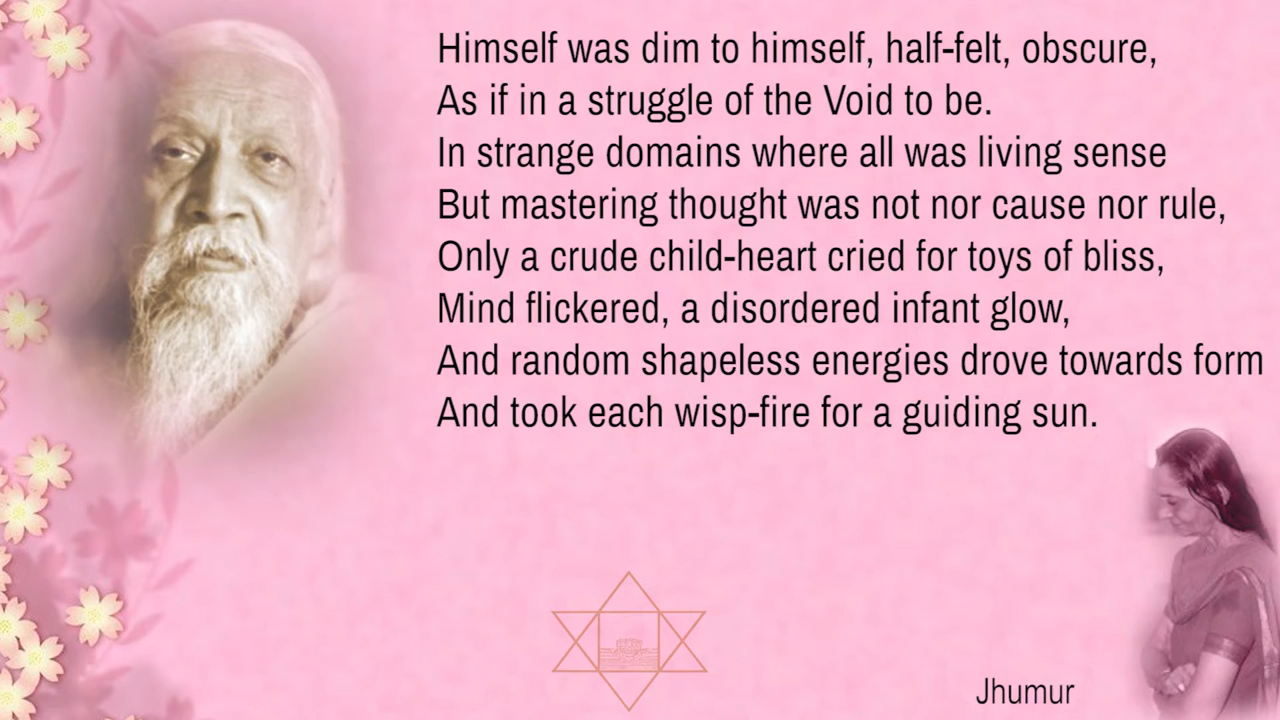 Himself was dim to himself, half-felt, obscure,
As if in a struggle of the Void to be.
In strange domains where all was living sense
But mastering thought was not nor cause nor rule,
Only a crude child-heart cried for toys of bliss,
Mind flickered, a disordered infant glow,
And random shapeless energies drove towards form
And took each wisp-fire for a guiding sun.
Jhumur